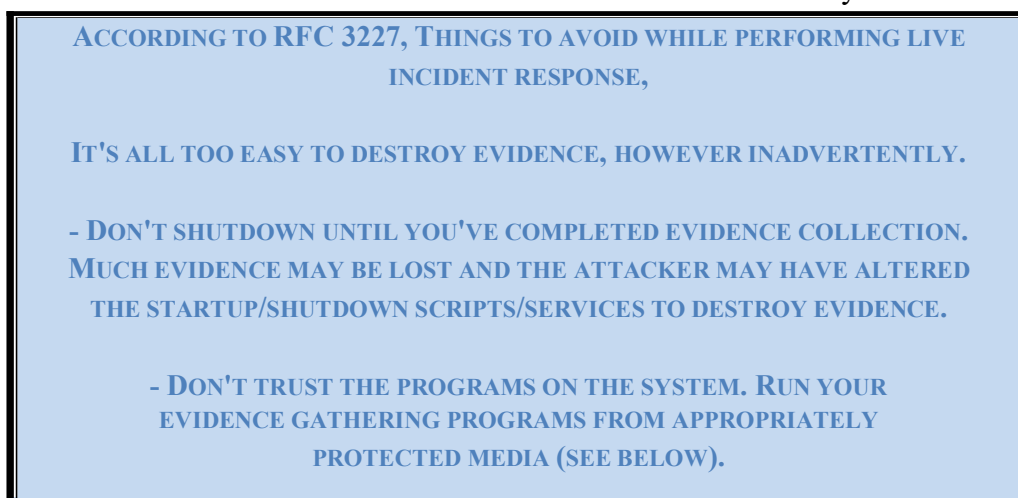 ACCORDING TO RFC 3227, THINGS TO AVOID WHILE PERFORMING LIVE
INCIDENT RESPONSE,
IT'S ALL TOO EASY TO DESTROY EVIDENCE, HOWEVER INADVERTENTLY.
- DON'T SHUTDOWN UNTIL YOU'VE COMPLETED EVIDENCE COLLECTION.
MUCH EVIDENCE MAY BE LOST AND THE ATTACKER MAY HAVE ALTERED
THE STARTUP/SHUTDOWN SCRIPTS/SERVICES TO DESTROY EVIDENCE.
- DON'T TRUST THE PROGRAMS ON THE SYSTEM. RUN YOUR
EVIDENCE GATHERING PROGRAMS FROM APPROPRIATELY
PROTECTED MEDIA (SEE BELOW).